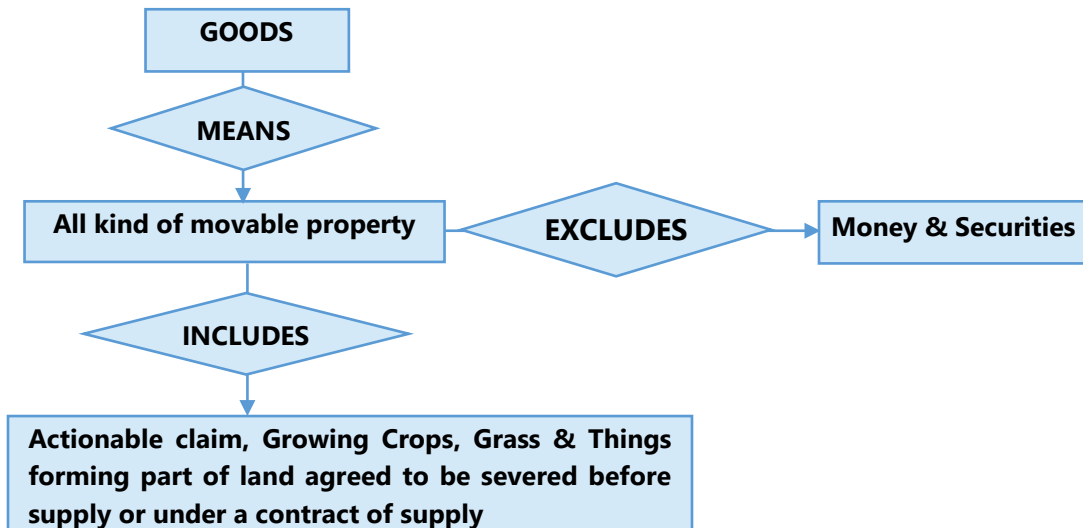 GOODS
MEANS
All kind of movable property
EXCLUDES
Money & Securities
INCLUDES
Actionable claim, Growing Crops, Grass & Things
forming part of land agreed to be severed before
supply or under a contract of supply